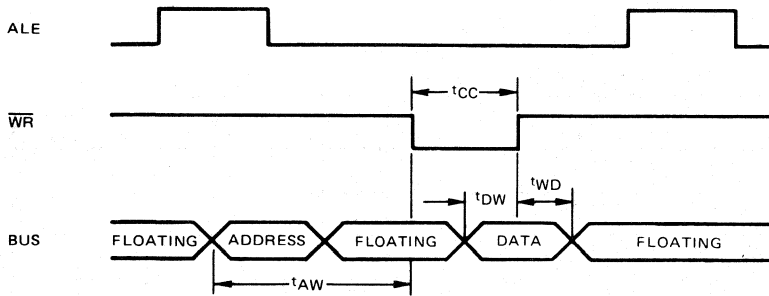 ALE
tCC
WR
tDW
tWD
BUS
FLOATING ADDRESS FLOATING DATA FLOATING
tAW